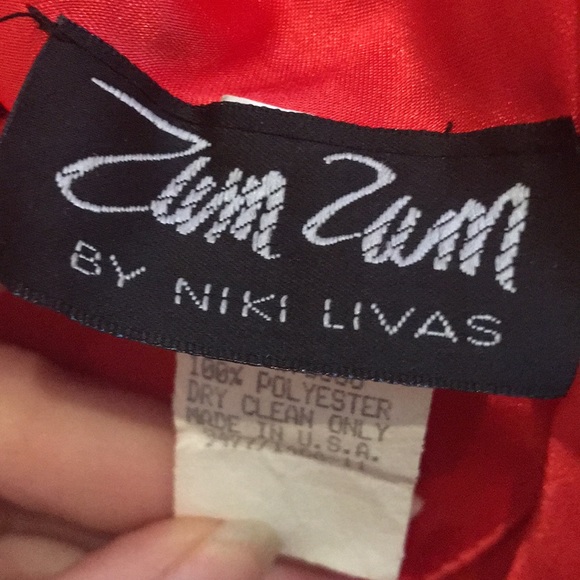 Zum Zum
BY NIKI LIVAS
100% POLYESTER
DRY CLEAN ONLY
MADE IN U.S.A.